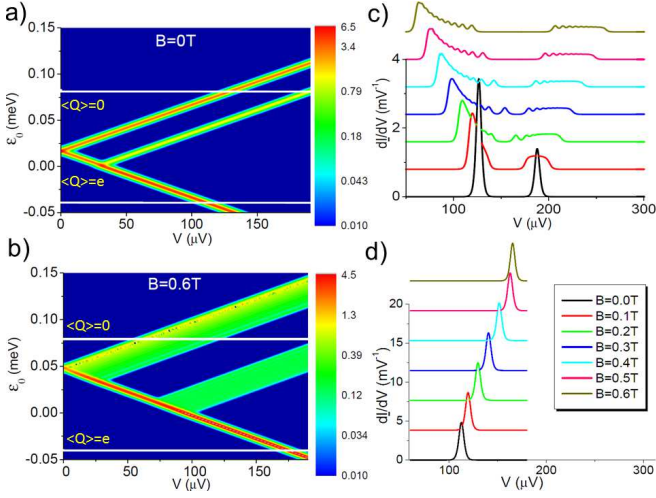 a)
B=0T
0.15
0.10
0.05
0.00
-0.05
ε₀ (meV)
<Q>=0
<Q>=e
0
50
100
150
V (μV)
6.5
3.4
0.79
0.18
0.043
0.010
b)
B=0.6T
0.15
0.10
0.05
0.00
-0.05
ε₀ (meV)
<Q>=0
<Q>=e
0
50
100
150
V (μV)
4.5
1.3
0.39
0.12
0.034
0.010
c)
4
2
0
dI/dV (mV⁻¹)
100
200
300
V (μV)
d)
20
15
10
5
0
dI/dV (mV⁻¹)
100
200
300
V (μV)
B=0.0T
B=0.1T
B=0.2T
B=0.3T
B=0.4T
B=0.5T
B=0.6T